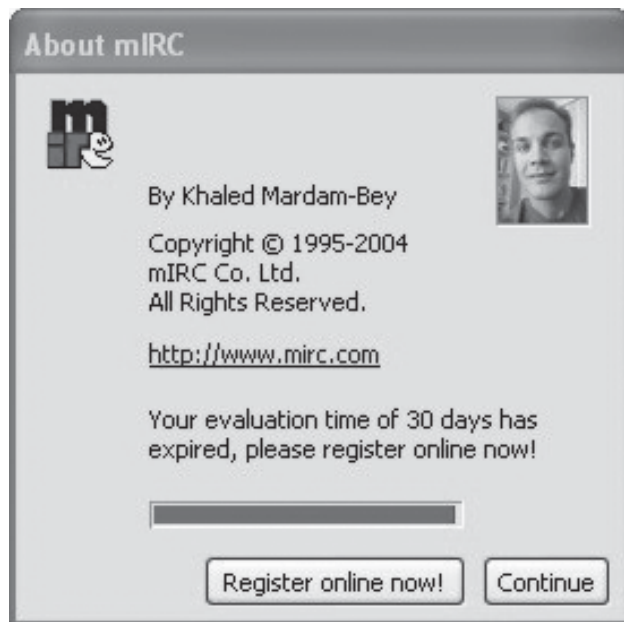 About mIRC
mirc
By Khaled Mardam-Bey
Copyright © 1995-2004
mIRC Co. Ltd.
All Rights Reserved.
http://www.mirc.com
Your evaluation time of 30 days has
expired, please register online now!
Register online now!
Continue